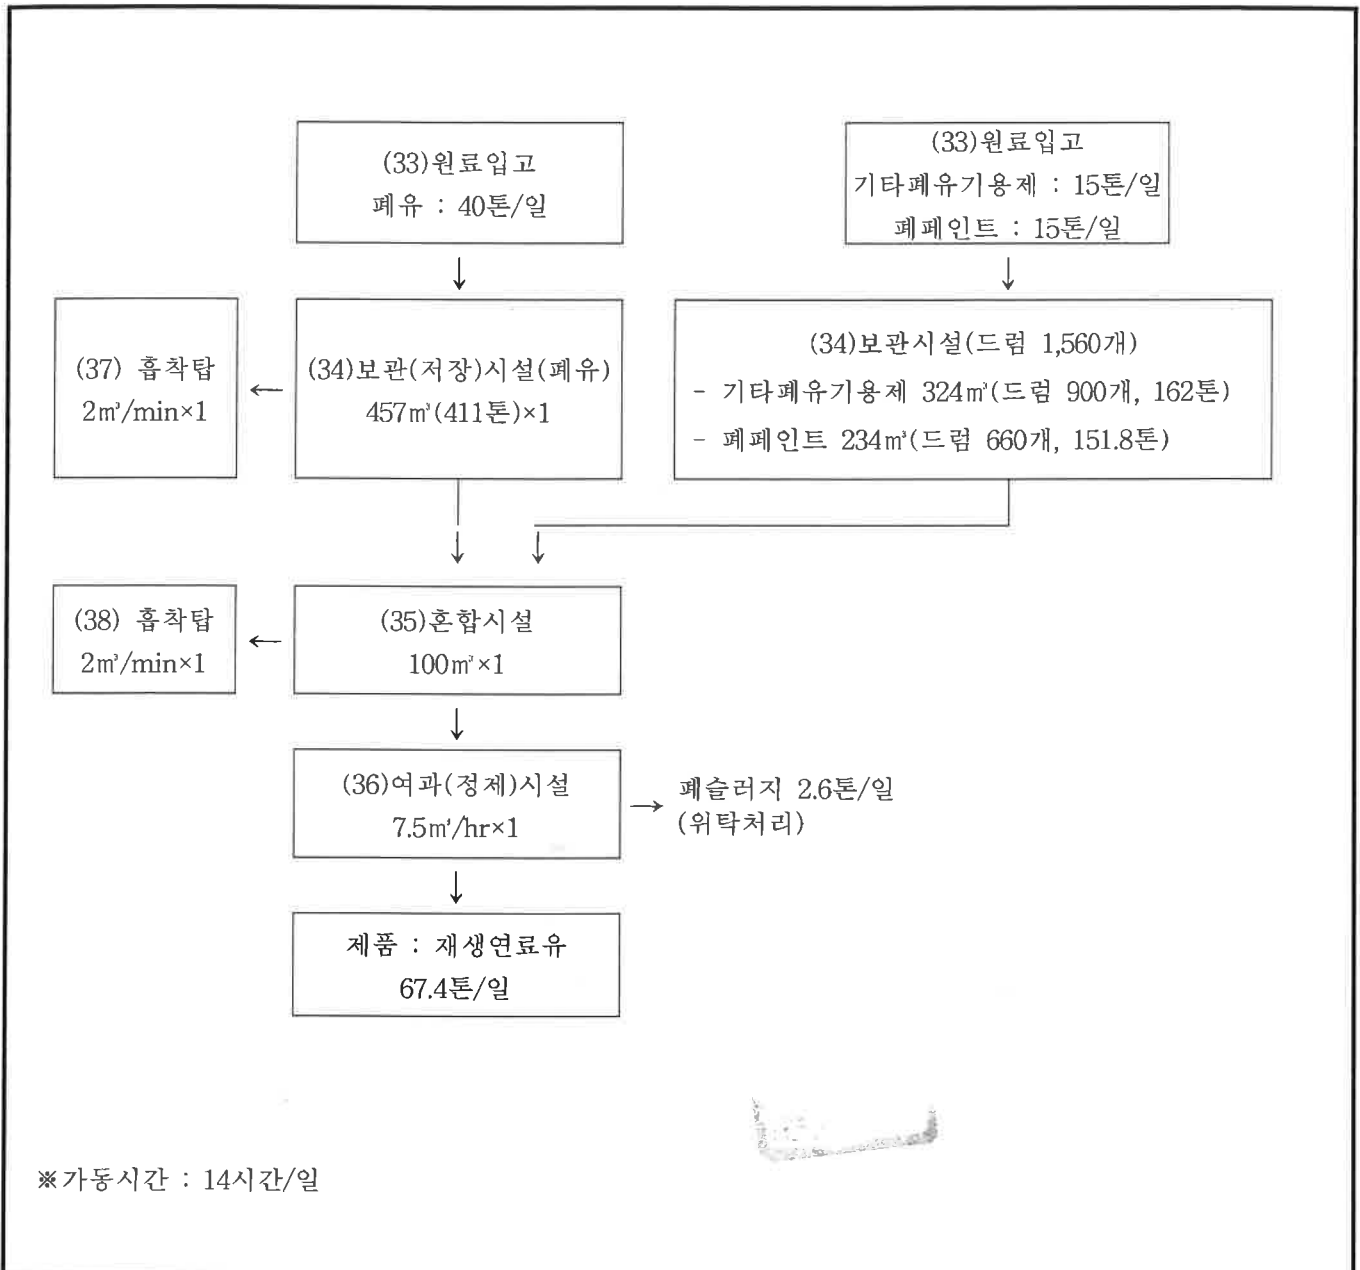 (33)원료입고
폐유 : 40톤/일
(33)원료입고
기타폐유기용제 : 15톤/일
폐페인트 : 15톤/일
(37) 흡착탑
2㎥/min×1
(34)보관(저장)시설(폐유)
457㎥(411톤)×1
(34)보관시설(드럼 1,560개)
- 기타폐유기용제 324㎥(드럼 900개, 162톤)
- 폐페인트 234㎥(드럼 660개, 151.8톤)
(38) 흡착탑
2㎥/min×1
(35)혼합시설
100㎥×1
(36)여과(정제)시설
7.5㎥/hr×1
폐슬러지 2.6톤/일
(위탁처리)
제품 : 재생연료유
67.4톤/일
※가동시간 : 14시간/일